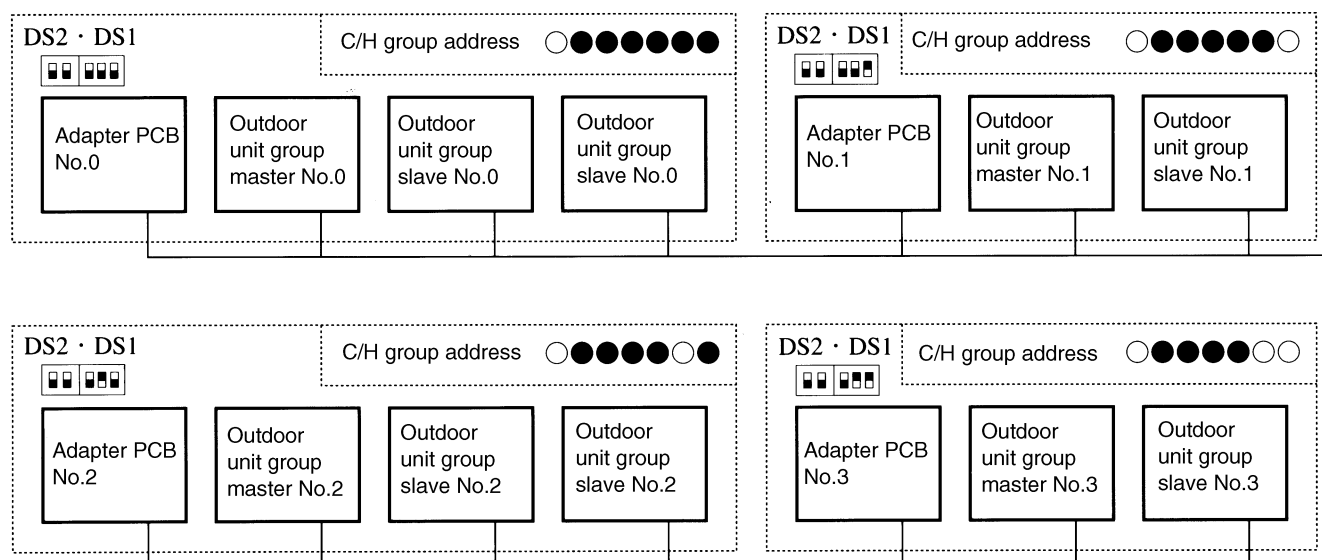 DS2 · DS1
C/H group address
Adapter PCB
No.0
Outdoor
unit group
master No.0
Outdoor
unit group
slave No.0
Outdoor
unit group
slave No.0
DS2 · DS1
C/H group address
Adapter PCB
No.1
Outdoor
unit group
master No.1
Outdoor
unit group
slave No.1
DS2 · DS1
C/H group address
Adapter PCB
No.2
Outdoor
unit group
master No.2
Outdoor
unit group
slave No.2
Outdoor
unit group
slave No.2
DS2 · DS1
C/H group address
Adapter PCB
No.3
Outdoor
unit group
master No.3
Outdoor
unit group
slave No.3